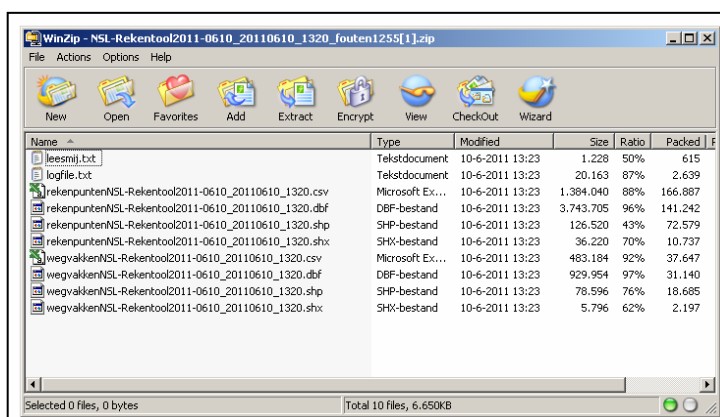 WinZip - NSL-Rekentool2011-0610_20110610_1320_fouten1255[1].zip
File Actions Options Help
New Open Favorites Add Extract Encrypt View CheckOut Wizard
Name Type Modified Size Ratio Packed
leesmij.txt Tekstdocument 10-6-2011 13:23 1.228 50% 615
logfile.txt Tekstdocument 10-6-2011 13:23 20.163 87% 2.639
rekenpuntenNSL-Rekentool2011-0610_20110610_1320.csv Microsoft Ex... 10-6-2011 13:23 1.384.040 88% 166.887
rekenpuntenNSL-Rekentool2011-0610_20110610_1320.dbf DBF-bestand 10-6-2011 13:23 3.743.705 96% 141.242
rekenpuntenNSL-Rekentool2011-0610_20110610_1320.shp SHP-bestand 10-6-2011 13:23 126.520 43% 72.579
rekenpuntenNSL-Rekentool2011-0610_20110610_1320.shx SHX-bestand 10-6-2011 13:23 36.220 70% 10.737
wegvakkenNSL-Rekentool2011-0610_20110610_1320.csv Microsoft Ex... 10-6-2011 13:23 483.184 92% 37.647
wegvakkenNSL-Rekentool2011-0610_20110610_1320.dbf DBF-bestand 10-6-2011 13:23 929.954 97% 31.140
wegvakkenNSL-Rekentool2011-0610_20110610_1320.shp SHP-bestand 10-6-2011 13:23 78.596 76% 18.685
wegvakkenNSL-Rekentool2011-0610_20110610_1320.shx SHX-bestand 10-6-2011 13:23 5.796 62% 2.197
Selected 0 files, 0 bytes Total 10 files, 6.650KB